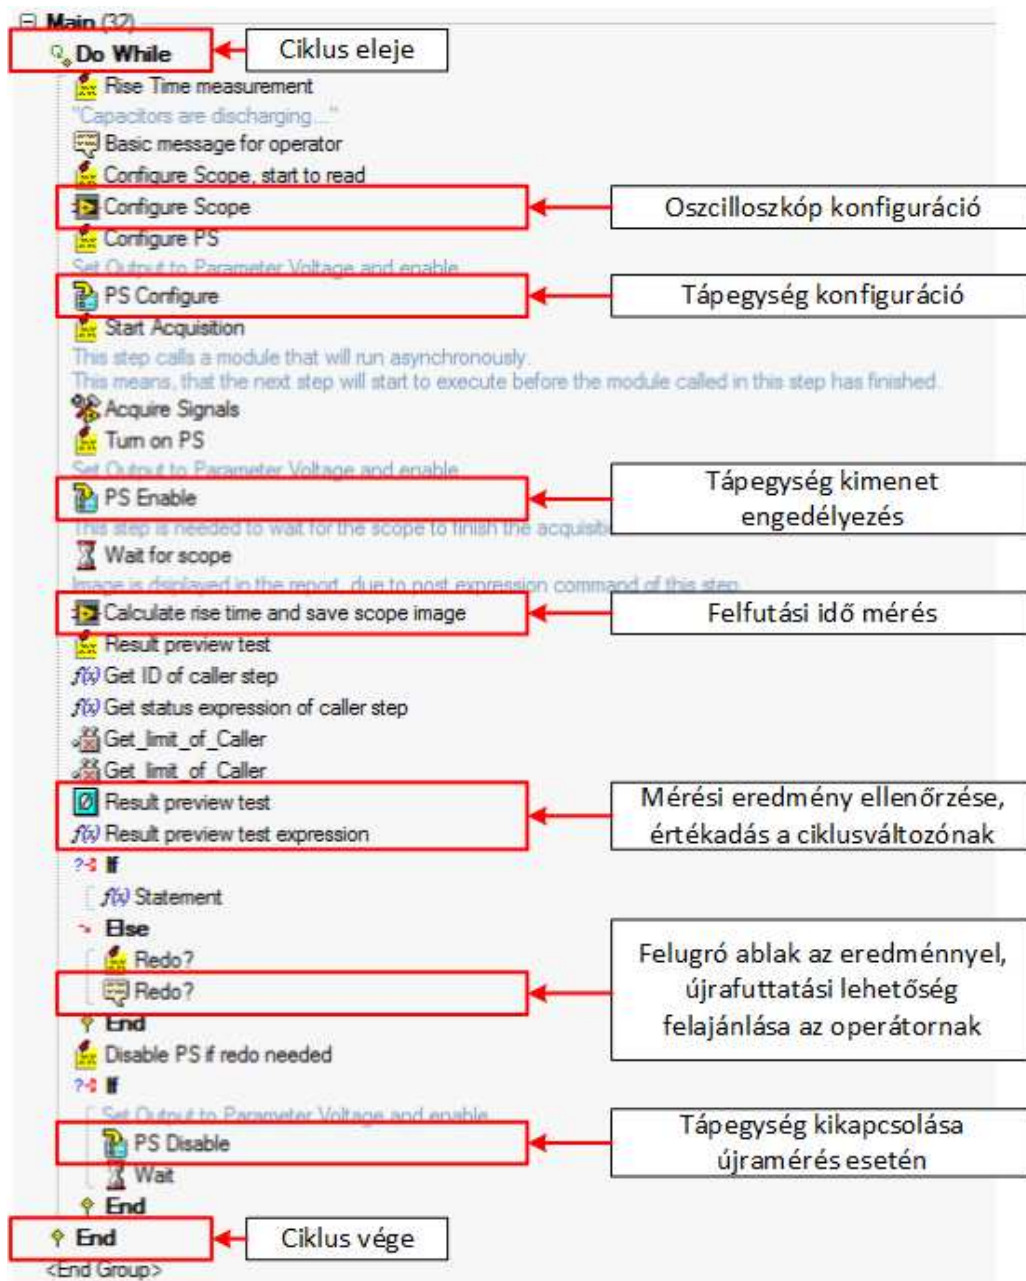 Main (32)
Do While
Ciklus eleje
Rise Time measurement
"Capacitors are discharging..."
Basic message for operator
Configure Scope, start to read
Configure Scope
Oszcilloszkóp konfiguráció
Configure PS
Set Output to Parameter Voltage and enable
PS Configure
Tápegység konfiguráció
Start Acquisition
This step calls a module that will run asynchronously.
This means, that the next step will start to execute before the module called in this step has finished.
Acquire Signals
Turn on PS
Set Output to Parameter Voltage and enable
PS Enable
Tápegység kimenet
engedélyezés
This step is needed to wait for the scope to finish the
Wait for scope
Image is dsiplayed in the report, due to post expression command of this step
Calculate rise time and save scope image
Felfutási idő mérés
Result preview test
f(x) Get ID of caller step
f(x) Get status expression of caller step
Get_limit_of_Caller
Get_limit_of_Caller
Result preview test
f(x) Result preview test expression
Mérési eredmény ellenőrzése,
értékadás a ciklusváltozónak
If
f(x) Statement
Else
Redo?
Redo?
Felugró ablak az eredménnyel,
újrafuttatási lehetőség
felajánlása az operátornak
End
Disable PS if redo needed
If
Set Output to Parameter Voltage and enable
PS Disable
Tápegység kikapcsolása
újramérés esetén
Wait
End
End
Ciklus vége
<End Group>